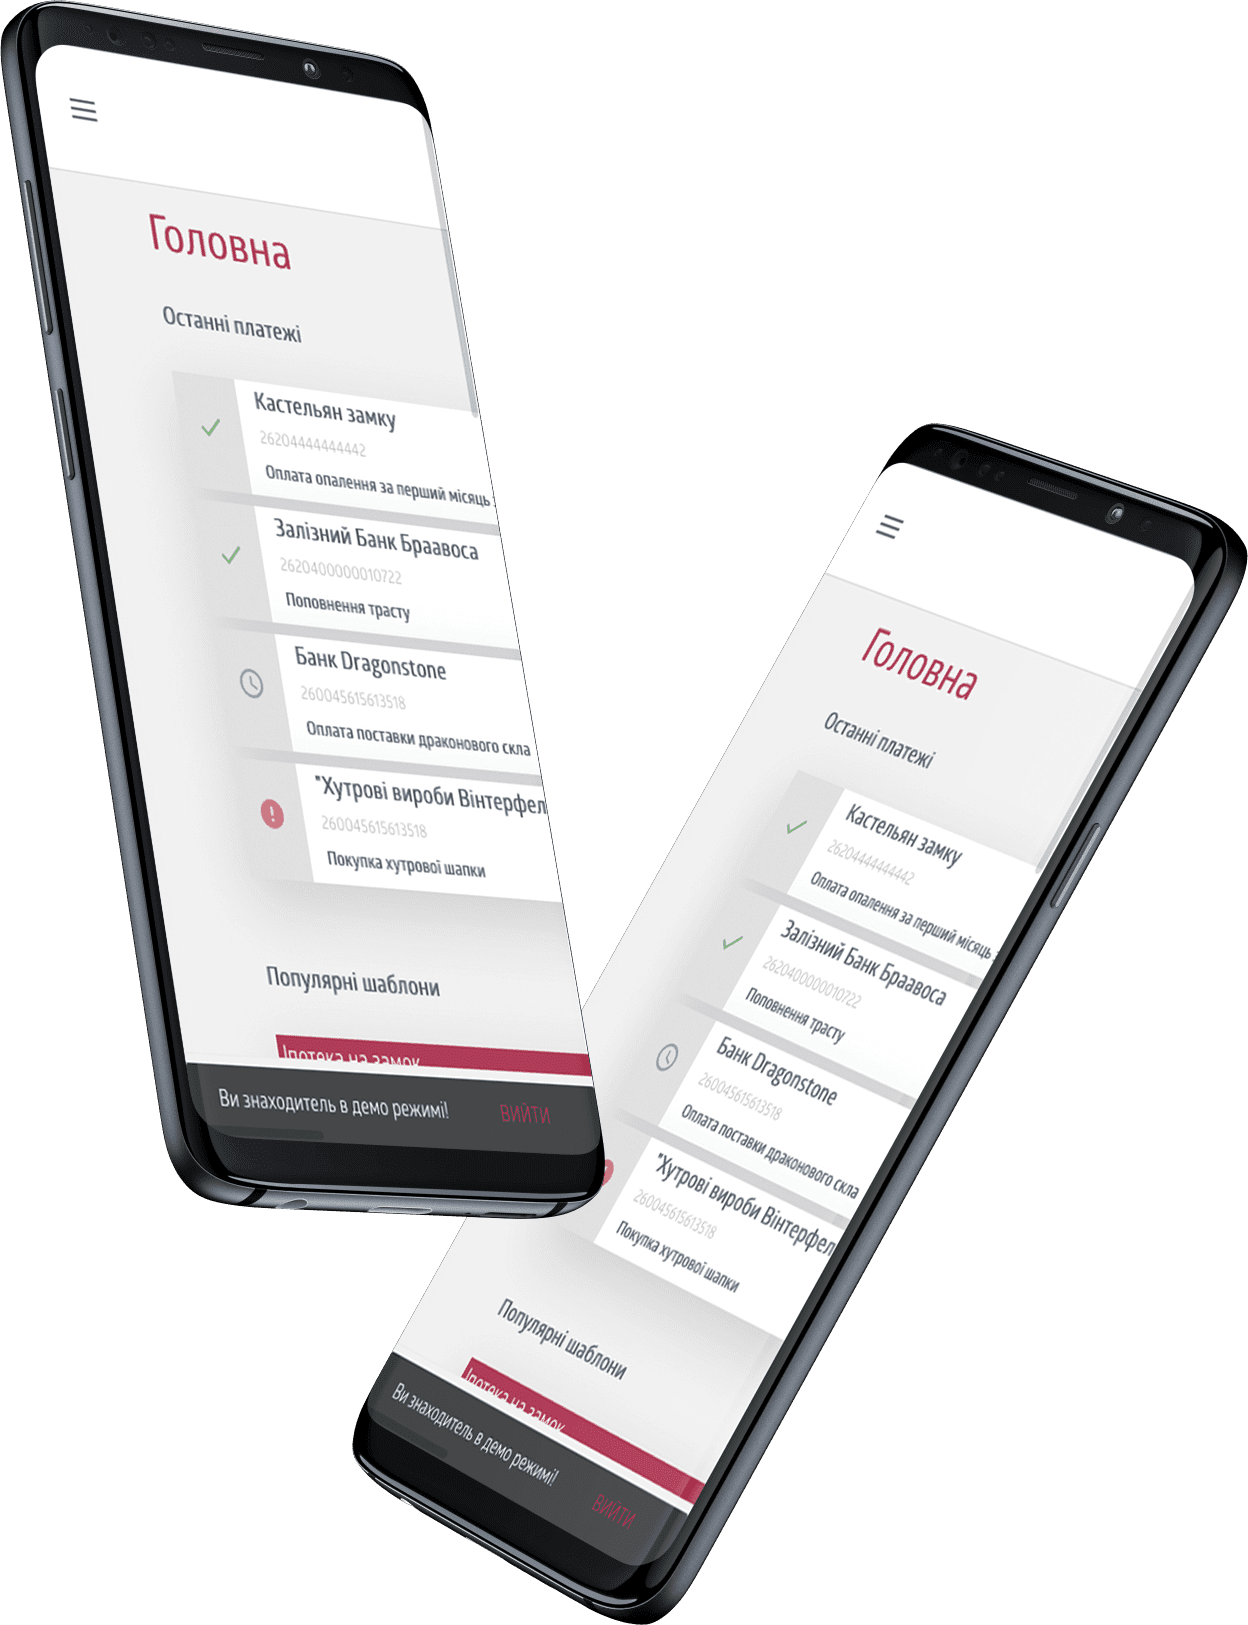 Головна
Останні платежі
Кастельян замку
26204444444442
Оплата опалення за перший місяць
Залізний Банк Браавоса
2620400000010722
Поповнення трасту
Банк Dragonstone
260045615613518
Оплата поставки драконового скла
"Хутрові вироби Вінтерфел
260045615613518
Покупка хутрової шапки
Популярні шаблони
Іпотека на замок
Ви знаходитель в демо режимі!
ВИЙТИ
Головна
Останні платежі
Кастельян замку
26204444444442
Оплата опалення за перший місяць
Залізний Банк Браавоса
2620400000010722
Поповнення трасту
Банк Dragonstone
260045615613518
Оплата поставки драконового скла
"Хутрові вироби Вінтерфел
260045615613518
Покупка хутрової шапки
Популярні шаблони
Іпотека на замок
Ви знаходитель в демо режимі!
ВИЙТИ